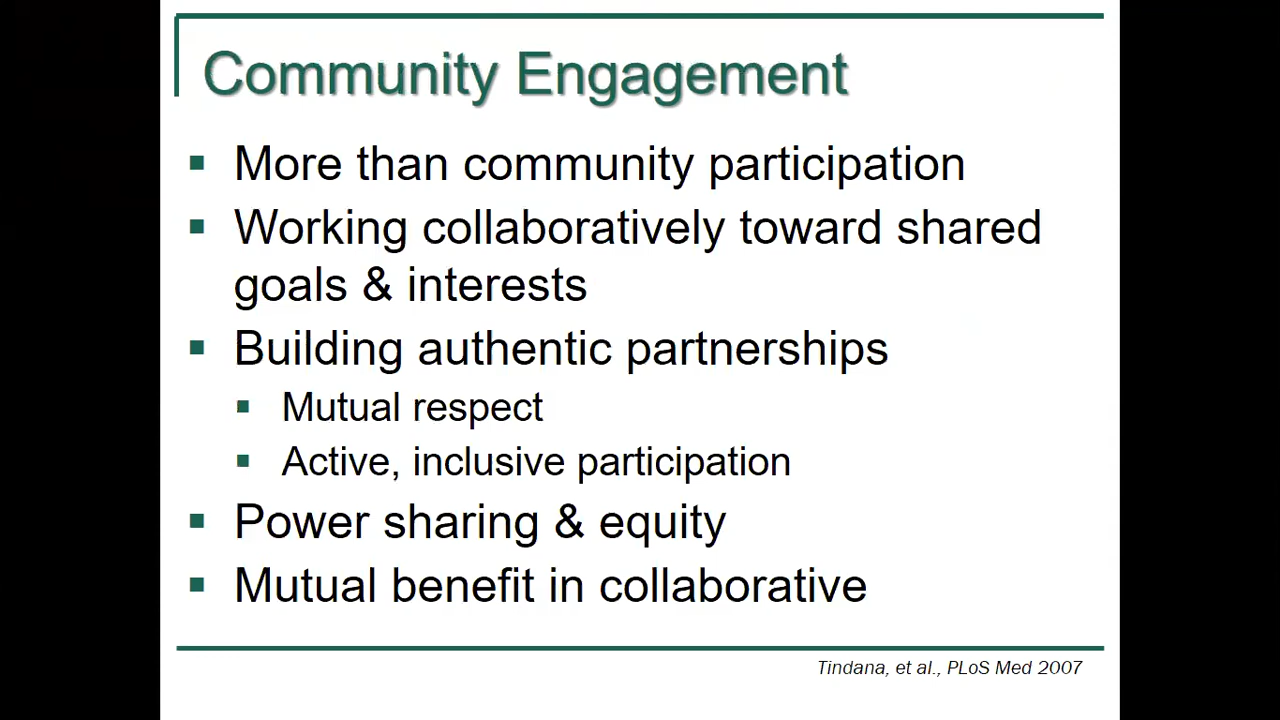 Community Engagement
More than community participation
Working collaboratively toward shared
goals & interests
Building authentic partnerships
Mutual respect
Active, inclusive participation
Power sharing & equity
Mutual benefit in collaborative
Tindana, et al., PLoS Med 2007